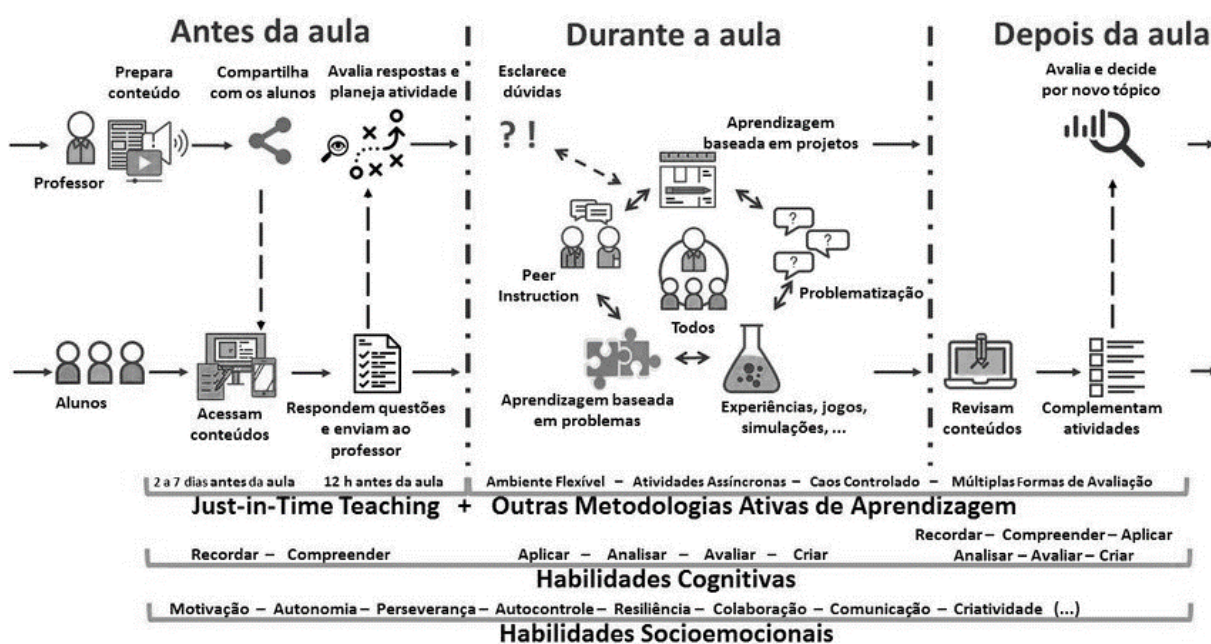 Antes da aula
Prepara
conteúdo
Compartilha
com os alunos
Avalia respostas e
planeja atividade
Professor
Alunos
Acessam
conteúdos
Respondem questões
e enviam ao
professor
Durante a aula
Esclarece
dúvidas
? !
Aprendizagem
baseada em projetos
Peer
Instruction
Todos
?
?
?
Problematização
Aprendizagem baseada
em problemas
Experiências, jogos,
simulações, ...
Depois da aula
Avalia e decide
por novo tópico
Revisam
conteúdos
Complementam
atividades
2 a 7 dias antes da aula
12 h antes da aula
Ambiente Flexível – Atividades Assíncronas – Caos Controlado – Múltiplas Formas de Avaliação
Just-in-Time Teaching + Outras Metodologias Ativas de Aprendizagem
Recordar – Compreender
Aplicar – Analisar – Avaliar – Criar
Recordar – Compreender – Aplicar
Analisar – Avaliar – Criar
Habilidades Cognitivas
Motivação – Autonomia – Perseverança – Autocontrole – Resiliência – Colaboração – Comunicação – Criatividade (...)
Habilidades Socioemocionais